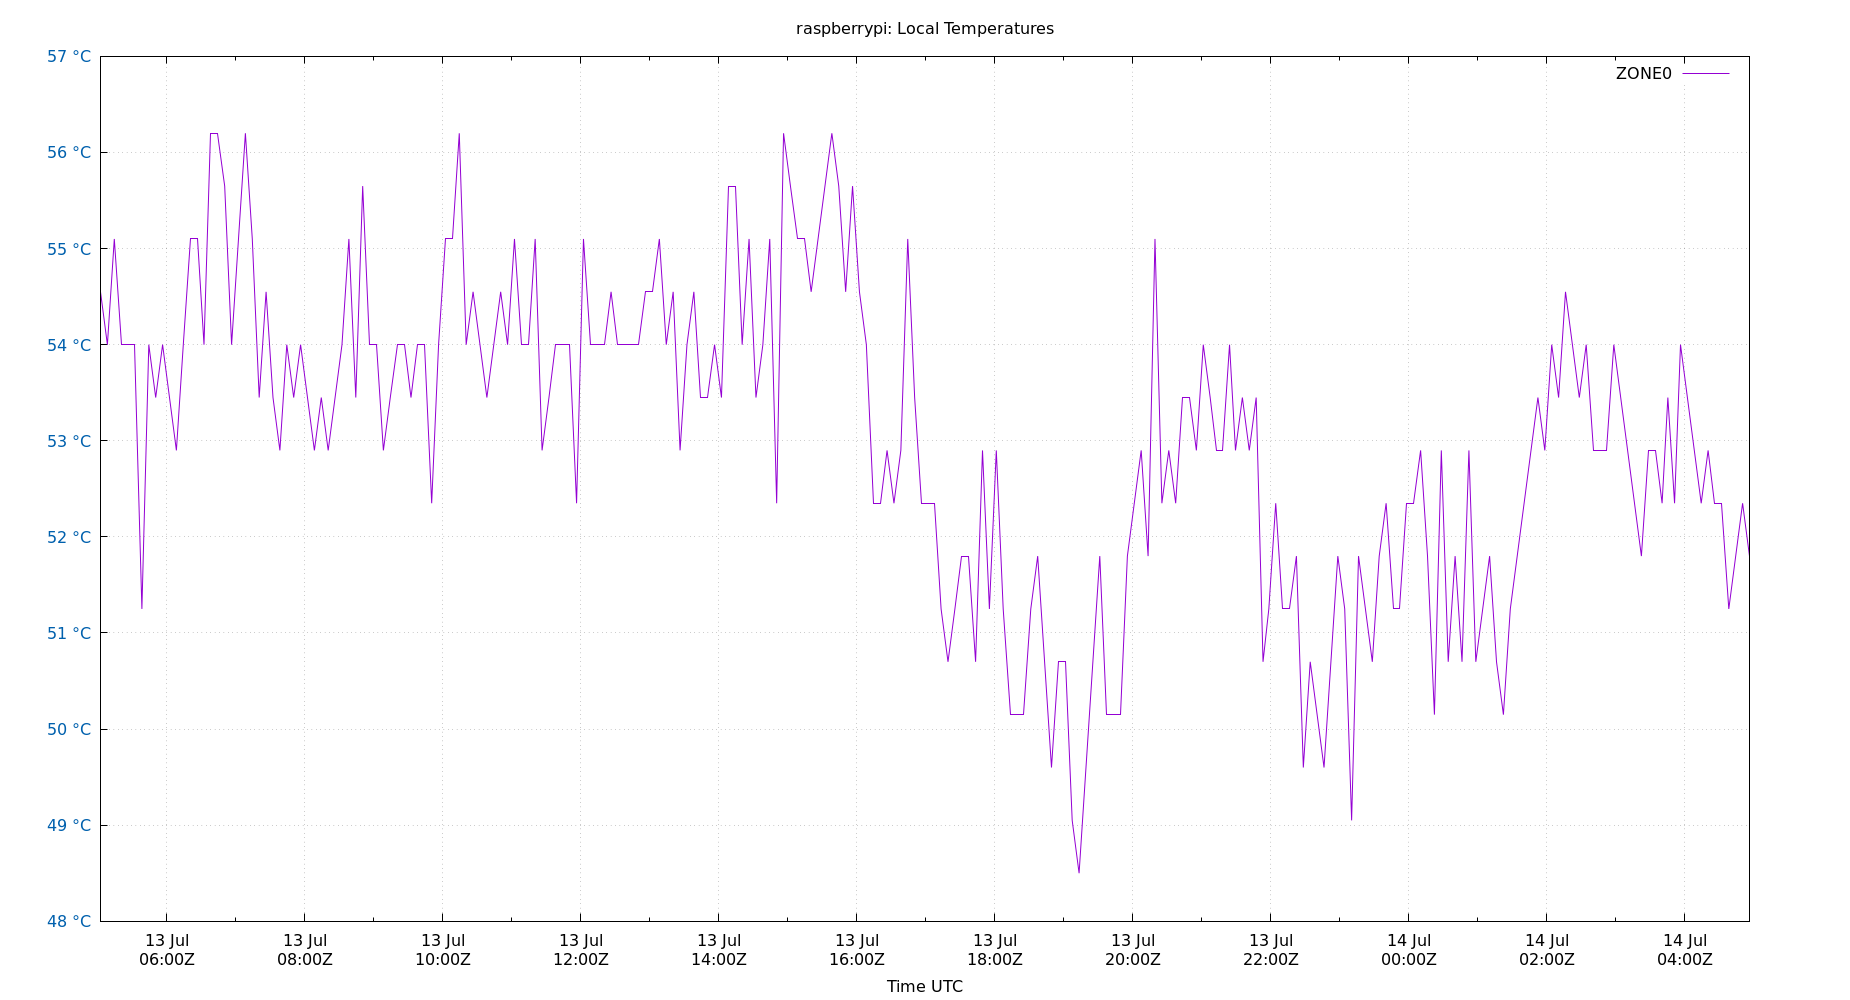 raspberrypi: Local Temperatures
57 °C
ZONE0
56 °C
55 °C
54 °C
53 °C
52 °C
51 °C
50 °C
49 °C
48 °C
13 Jul 13 Jul 13 Jul 13 Jul 13 Jul 13 Jul 13 Jul 13 Jul 13 Jul 14 Jul 14 Jul 14 Jul
06:00Z 08:00Z 10:00Z 12:00Z 14:00Z 16:00Z 18:00Z 20:00Z 22:00Z 00:00Z 02:00Z 04:00Z
Time UTC